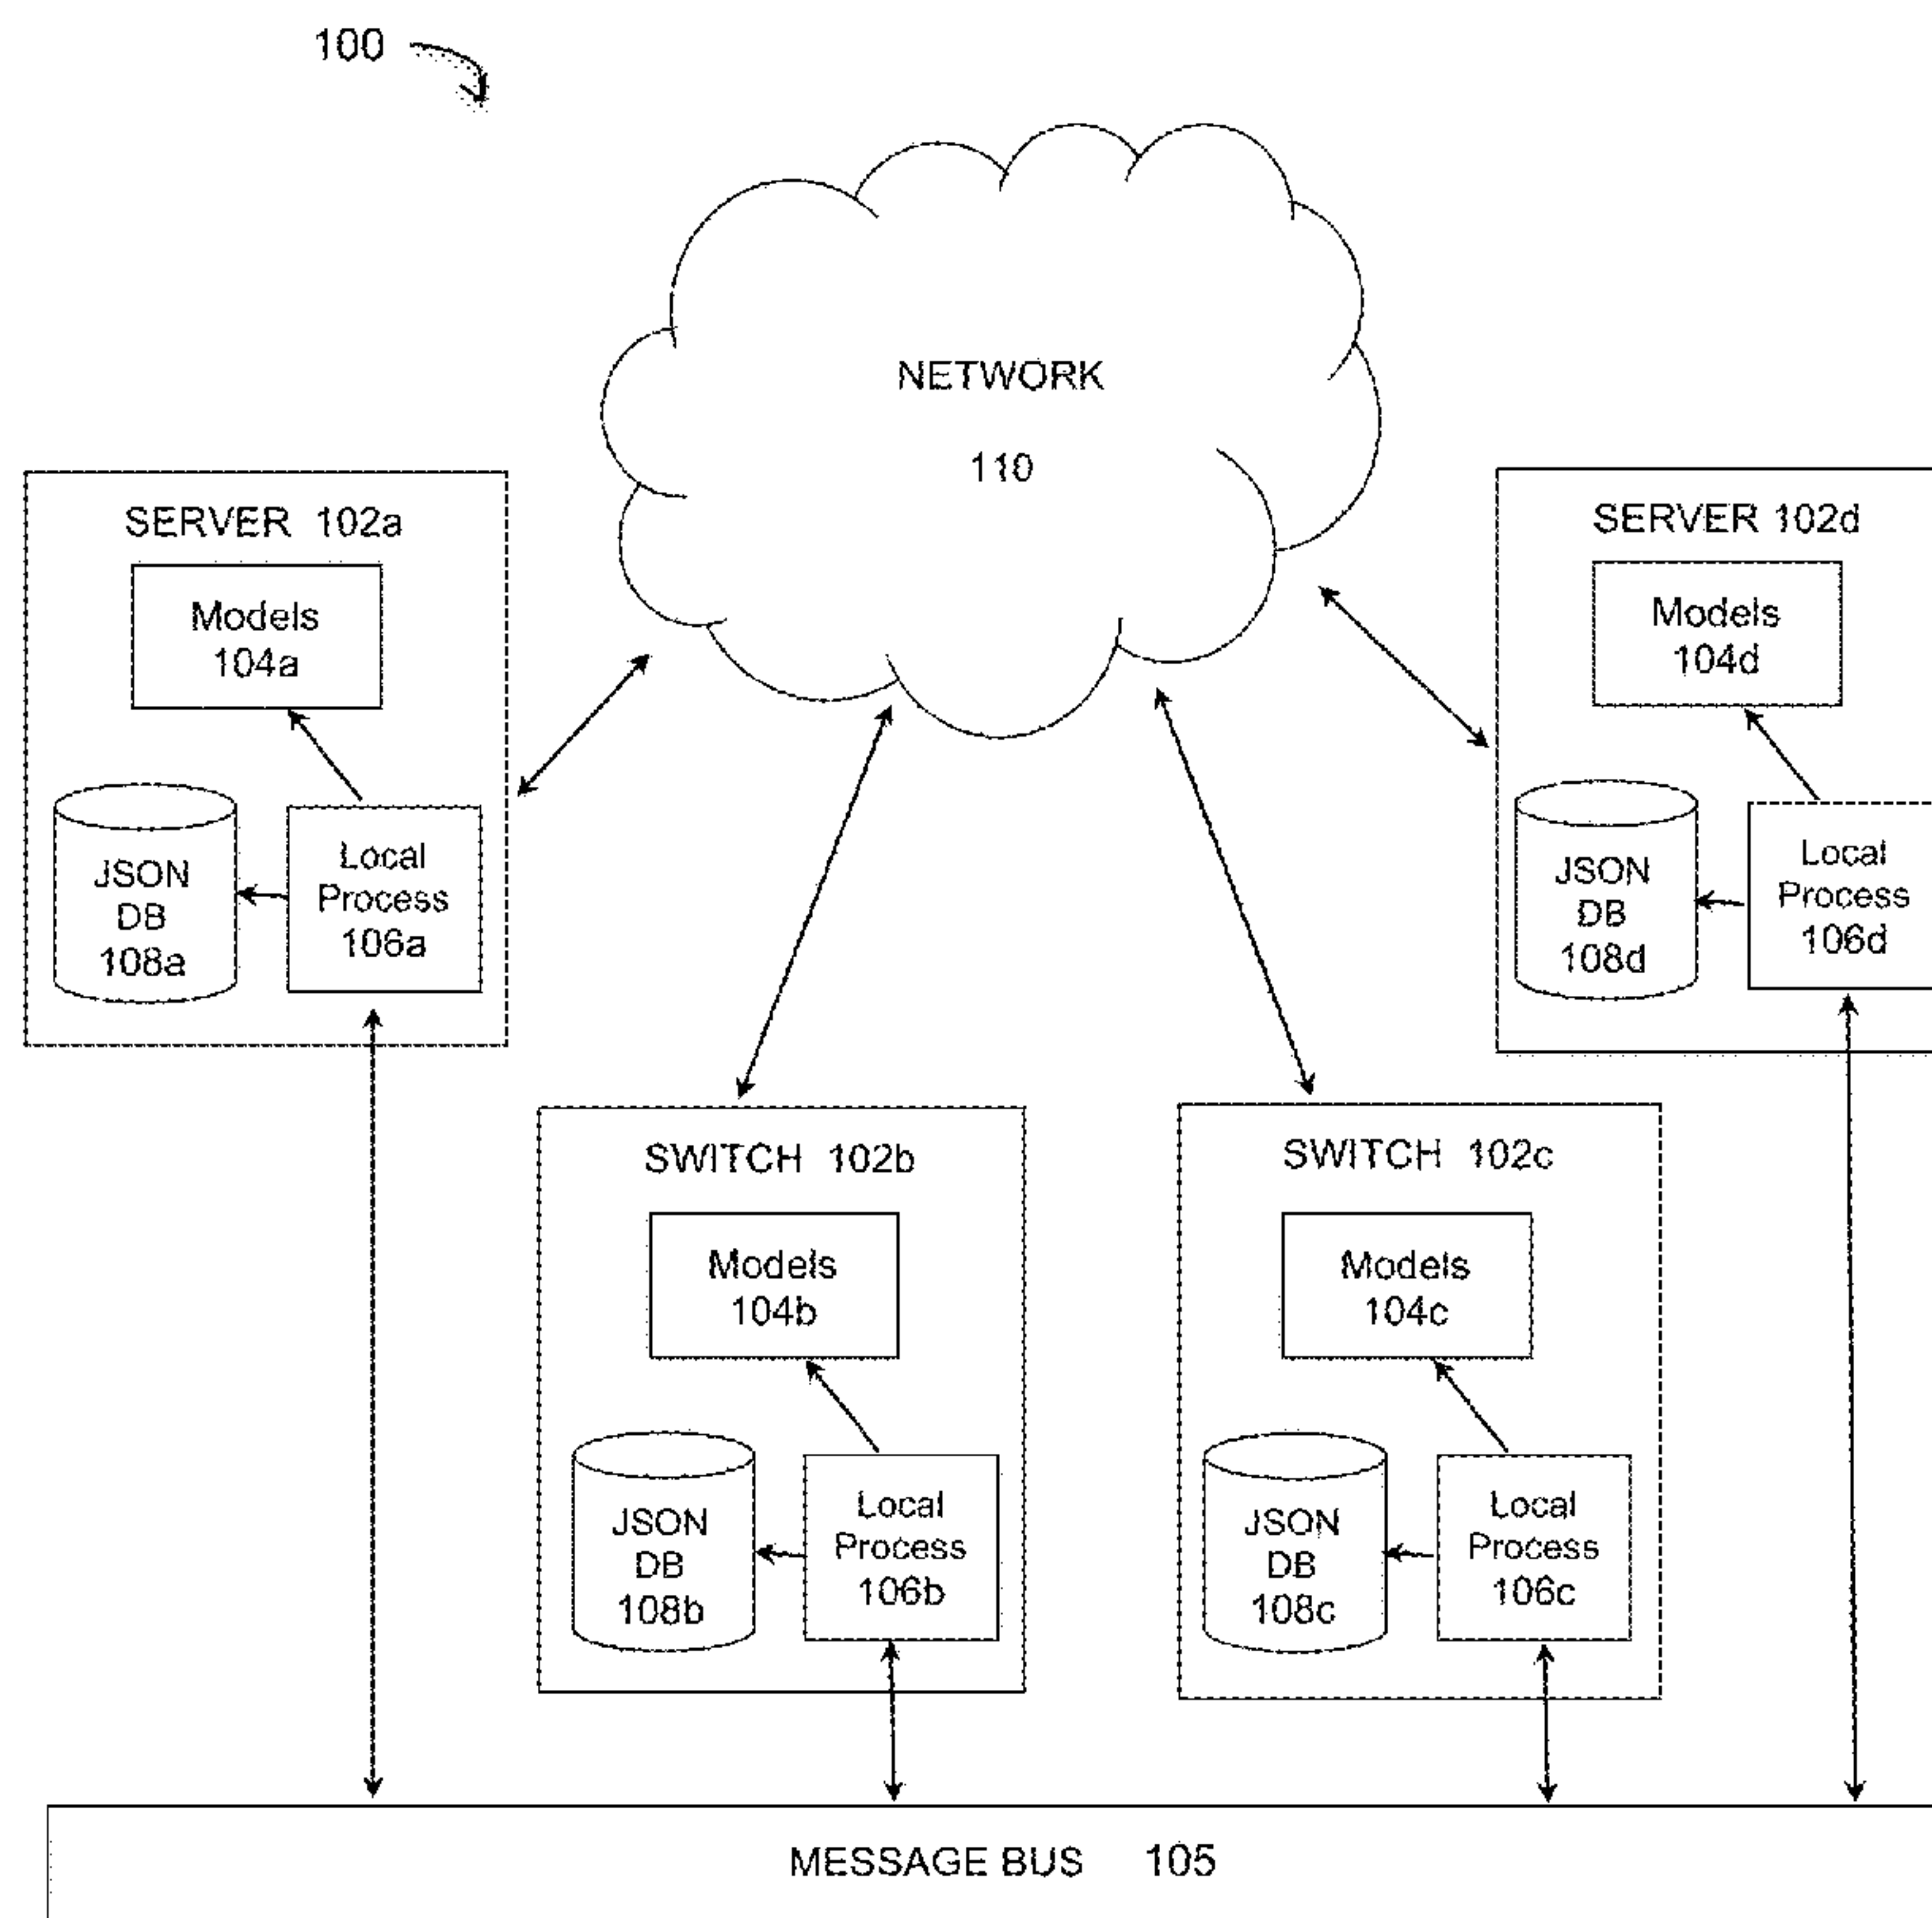 100
NETWORK
110
SERVER 102a
Models
104a
JSON
DB
108a
Local
Process
106a
SERVER 102d
Models
104d
JSON
DB
108d
Local
Process
106d
SWITCH 102b
Models
104b
JSON
DB
108b
Local
Process
106b
SWITCH 102c
Models
104c
JSON
DB
108c
Local
Process
106c
MESSAGE BUS 105